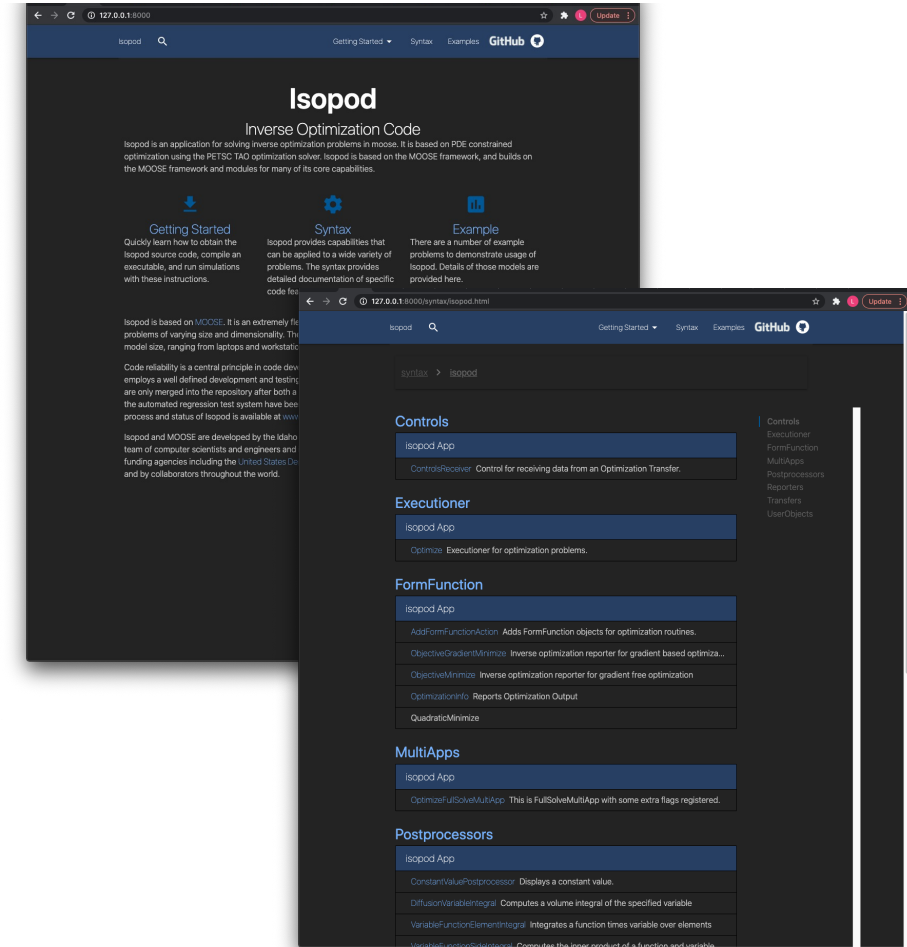 127.0.0.1:8000
Update
Isopod
Getting Started
Syntax
Examples
GitHub
Isopod
Inverse Optimization Code
Isopod is an application for solving inverse optimization problems in moose. It is based on PDE constrained
optimization using the PETSC TAO optimization solver. Isopod is based on the MOOSE framework, and builds on
the MOOSE framework and modules for many of its core capabilities.
Getting Started
Quickly learn how to obtain the
Isopod source code, compile an
executable, and run simulations
with these instructions.
Syntax
Isopod provides capabilities that
can be applied to a wide variety of
problems. The syntax provides
detailed documentation of specific
code
Example
There are a number of example
problems to demonstrate usage of
Isopod. Details of those models are
provided here.
Isopod is based on MOOSE. It is an extremely
problems of varying size and dimensionality.
model size, ranging from laptops and
Code reliability is a central principle in code
employs a well defined development and testing
are only merged into the repository after both a
the automated regression test system have
process and status of Isopod is available at
Isopod and MOOSE are developed by the Idaho
team of computer scientists and engineers and
funding agencies including the United States
and by collaborators throughout the world.
127.0.0.1:8000/syntax/isopod.html
Update
Isopod
Getting Started
Syntax
Examples
GitHub
syntax > isopod
Controls
isopod App
ControlsReceiver Control for receiving data from an Optimization Transfer.
Executioner
isopod App
Optimize Executioner for optimization problems.
FormFunction
isopod App
AddFormFunctionAction Adds FormFunction objects for optimization routines.
ObjectiveGradientMinimize Inverse optimization reporter for gradient based optimiza...
ObjectiveMinimize Inverse optimization reporter for gradient free optimization
OptimizationInfo Reports Optimization Output
QuadraticMinimize
MultiApps
isopod App
OptimizeFullSolveMultiApp This is FullSolveMultiApp with some extra flags registered.
Postprocessors
isopod App
ConstantValuePostprocessor Displays a constant value.
DiffusionVariableIntegral Computes a volume integral of the specified variable
VariableFunctionElementIntegral Integrates a function times variable over elements
VariableFunctionSideIntegral Computes the inner product of a function and variable
Controls
Executioner
FormFunction
MultiApps
Postprocessors
Reporters
Transfers
UserObjects